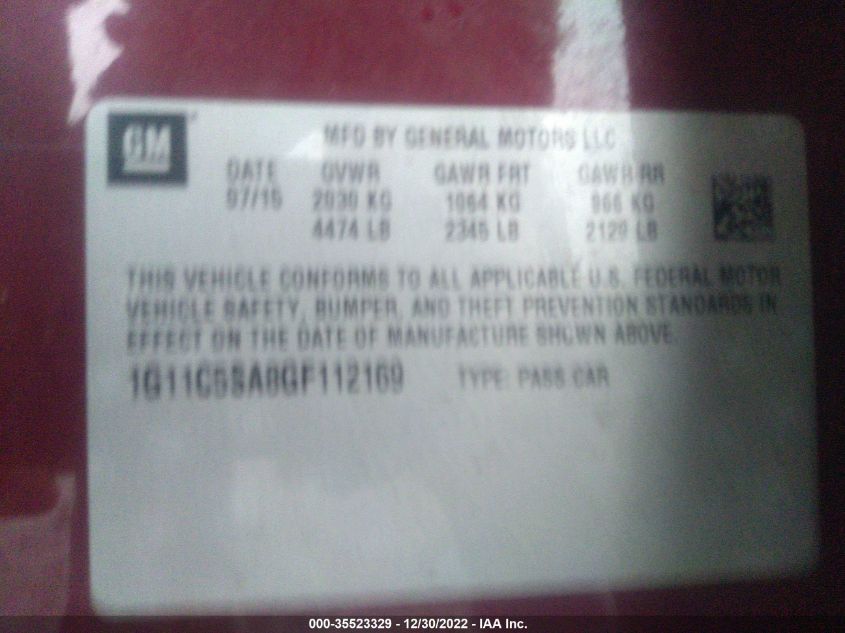 GM
MFD BY GENERAL MOTORS LLC
DATE GVWR GAWR FRT GAWR RR
07/15 2030 KG 1064 KG 966 KG
4474 LB 2345 LB 2129 LB
THIS VEHICLE CONFORMS TO ALL APPLICABLE U.S. FEDERAL MOTOR
VEHICLE SAFETY, BUMPER, AND THEFT PREVENTION STANDARDS IN
EFFECT ON THE DATE OF MANUFACTURE SHOWN ABOVE.
1G11C5SA8GF112169 TYPE: PASS CAR
000-35523329 - 12/30/2022 - IAA Inc.